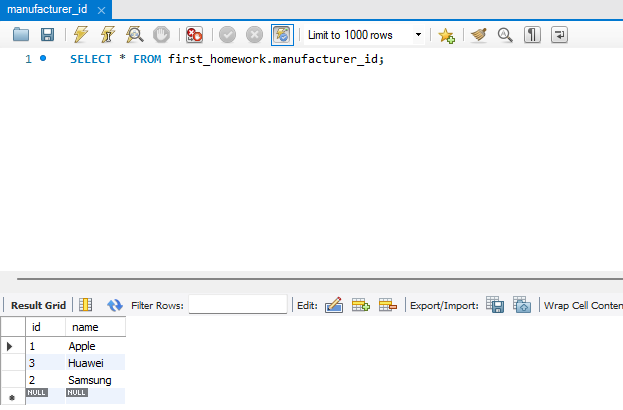 manufacturer_id ×
Limit to 1000 rows
1 SELECT * FROM first_homework.manufacturer_id;
Result Grid Filter Rows: Edit: Export/Import: Wrap Cell Conten
id name
1 Apple
3 Huawei
2 Samsung
NULL NULL